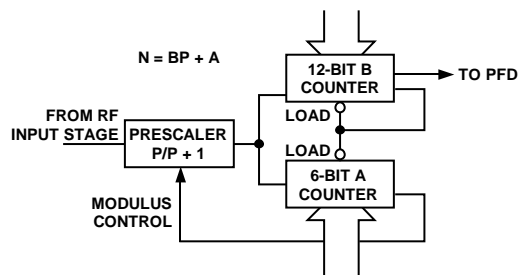 N = BP + A
12-BIT B
COUNTER
TO PFD
FROM RF
INPUT STAGE
PRESCALER
P/P + 1
LOAD
LOAD
MODULUS
CONTROL
6-BIT A
COUNTER